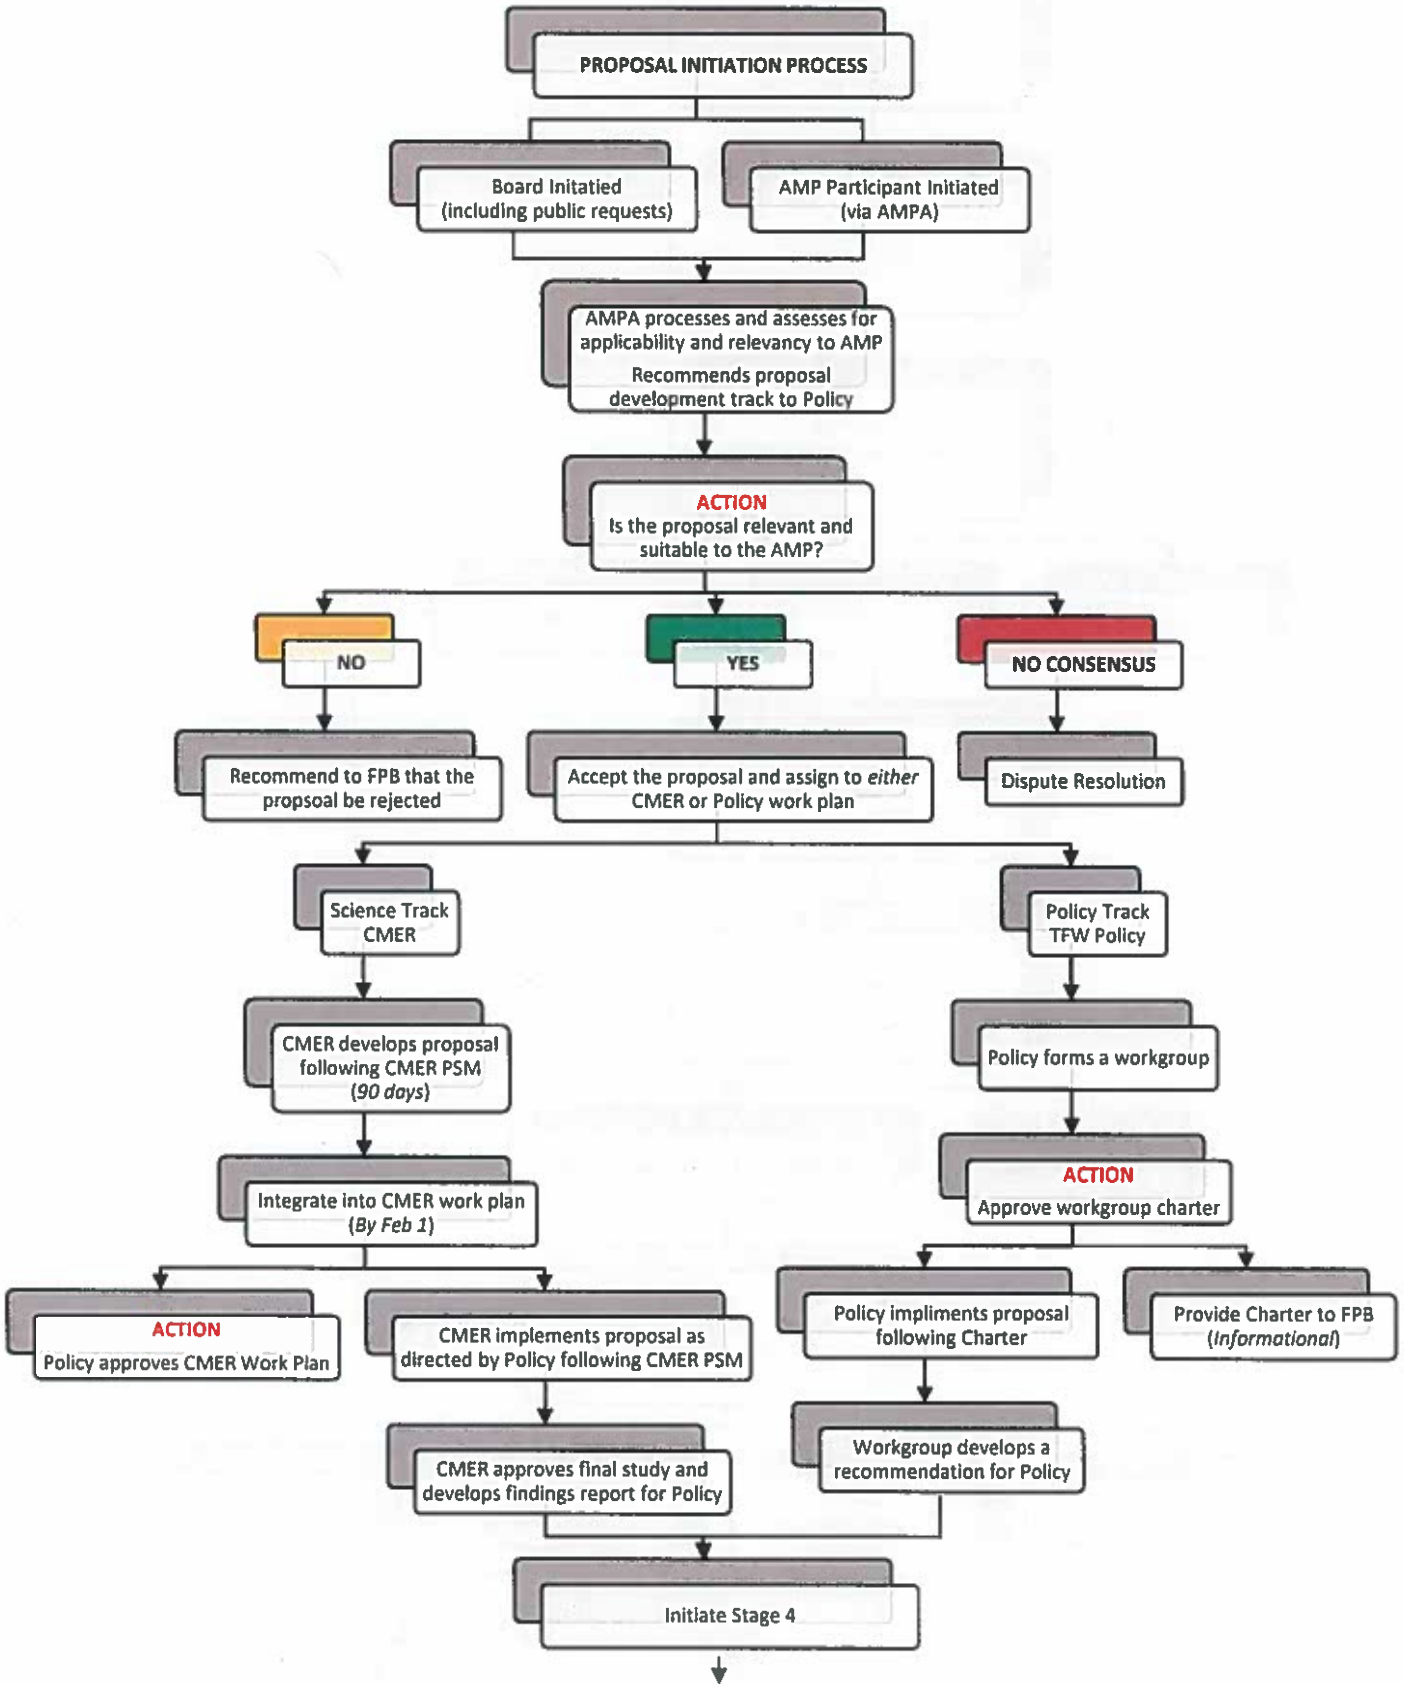 PROPOSAL INITIATION PROCESS
Board Initatied
(including public requests)
AMP Participant Initiated
(via AMPA)
AMPA processes and assesses for
applicability and relevancy to AMP
Recommends proposal
development track to Policy
ACTION
Is the proposal relevant and
suitable to the AMP?
NO
YES
NO CONSENSUS
Recommend to FPB that the
propsoal be rejected
Accept the proposal and assign to either
CMER or Policy work plan
Dispute Resolution
Science Track
CMER
Policy Track
TFW Policy
CMER develops proposal
following CMER PSM
(90 days)
Policy forms a workgroup
Integrate into CMER work plan
(By Feb 1)
ACTION
Approve workgroup charter
ACTION
Policy approves CMER Work Plan
CMER implements proposal as
directed by Policy following CMER PSM
Policy impliments proposal
following Charter
Provide Charter to FPB
(Informational)
CMER approves final study and
develops findings report for Policy
Workgroup develops a
recommendation for Policy
Initiate Stage 4